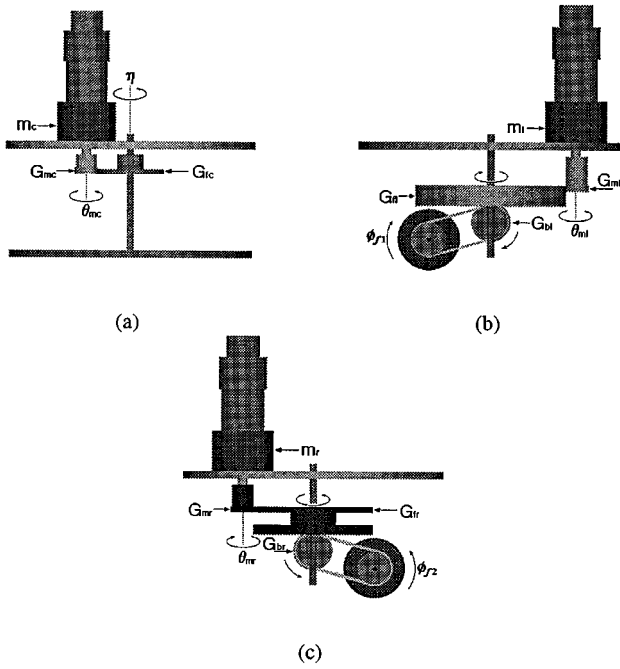 η
mc
Gmc
Gfc
θmc
(a)
ml
Gml
Gfl
Gbl
ϕf1
θml
(b)
mr
Gmr
Gfr
Gbr
θmr
ϕf2
(c)